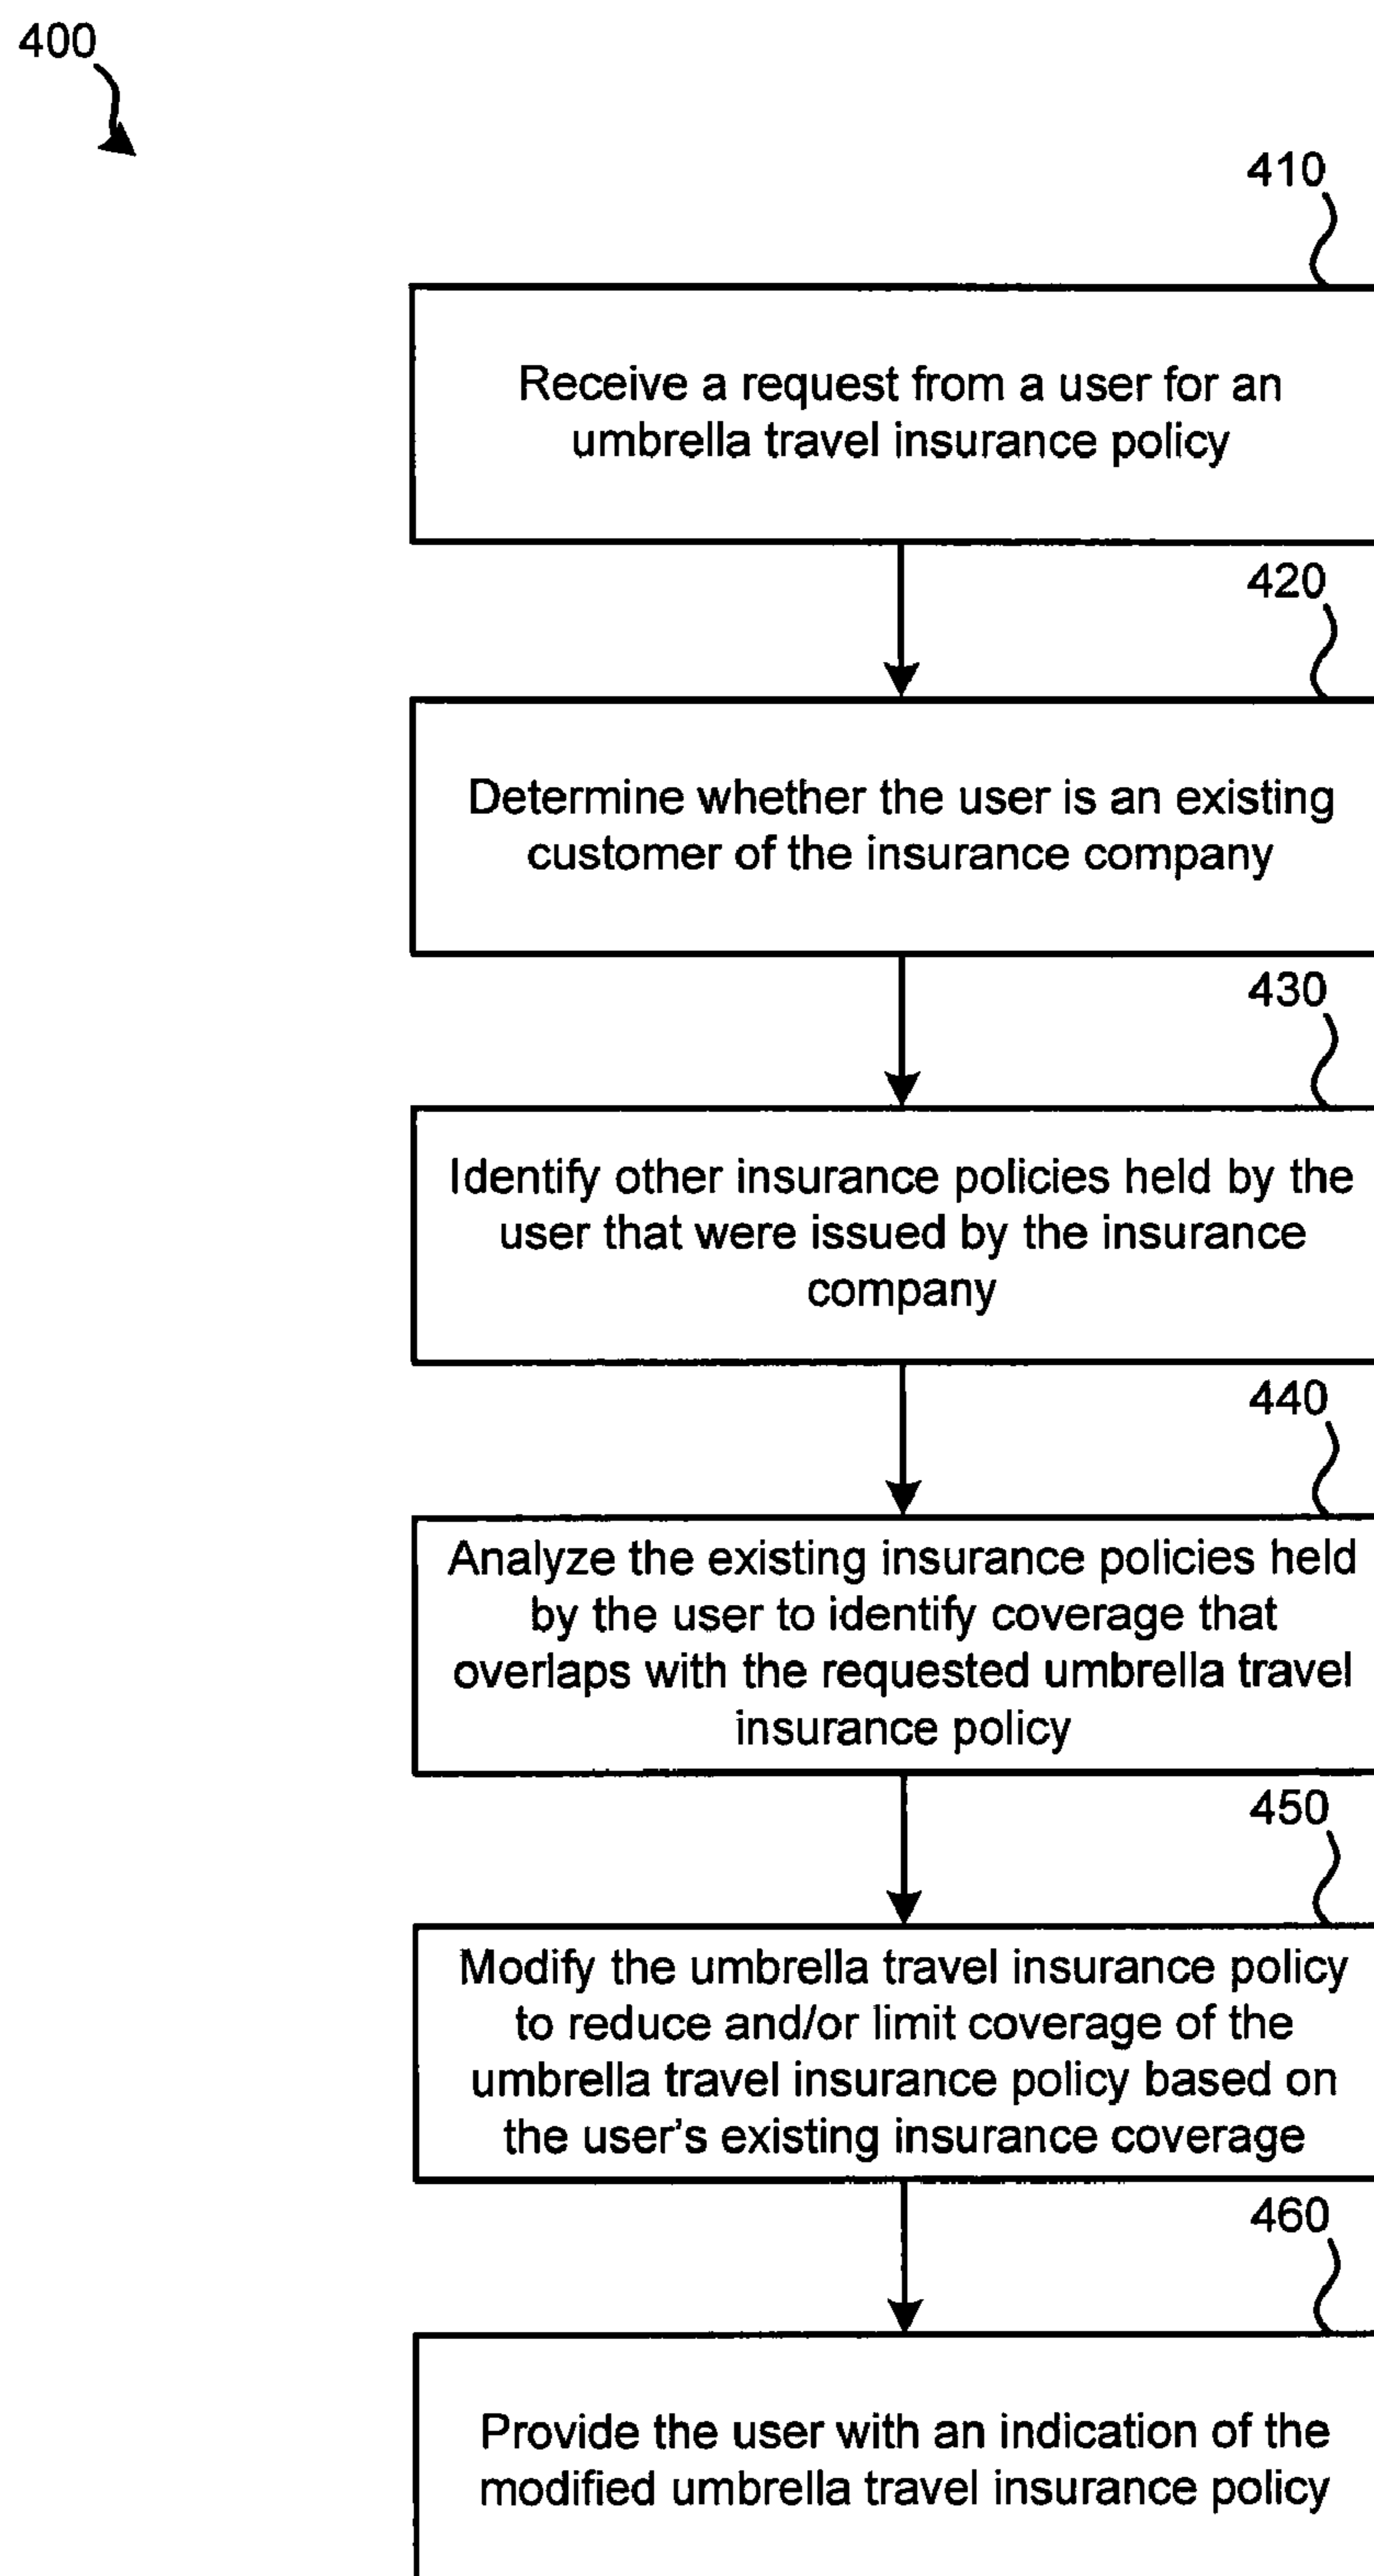 400
410
Receive a request from a user for an
umbrella travel insurance policy
420
Determine whether the user is an existing
customer of the insurance company
430
Identify other insurance policies held by the
user that were issued by the insurance
company
440
Analyze the existing insurance policies held
by the user to identify coverage that
overlaps with the requested umbrella travel
insurance policy
450
Modify the umbrella travel insurance policy
to reduce and/or limit coverage of the
umbrella travel insurance policy based on
the user's existing insurance coverage
460
Provide the user with an indication of the
modified umbrella travel insurance policy